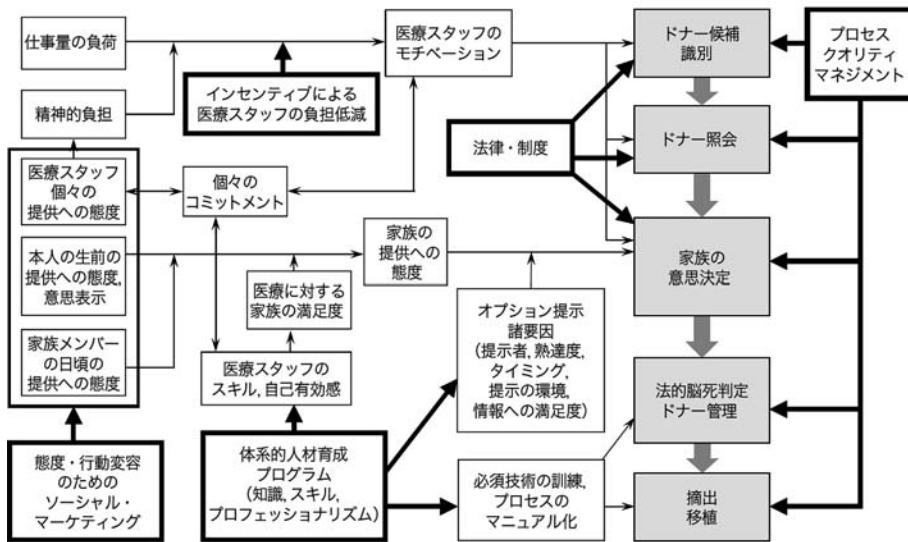 仕事量の負荷
医療スタッフの
モチベーション
ドナー候補
識別
プロセス
クオリティ
マネジメント
インセンティブによる
医療スタッフの負担低減
精神的負担
法律・制度
ドナー照会
医療スタッフ
個々の
提供への態度
個々の
コミットメント
本人の生前の
提供への態度,
意思表示
家族の
提供への
態度
家族の
意思決定
医療に対する
家族の満足度
オプション提示
諸要因
(提示者, 熟達度,
タイミング,
提示の環境,
情報への満足度)
家族メンバー
の日頃の
提供への態度
医療スタッフの
スキル, 自己有効感
法的脳死判定
ドナー管理
態度・行動変容
のための
ソーシャル・
マーケティング
体系的人材育成
プログラム
(知識, スキル,
プロフェッショナリズム)
必須技術の訓練,
プロセスの
マニュアル化
摘出
移植